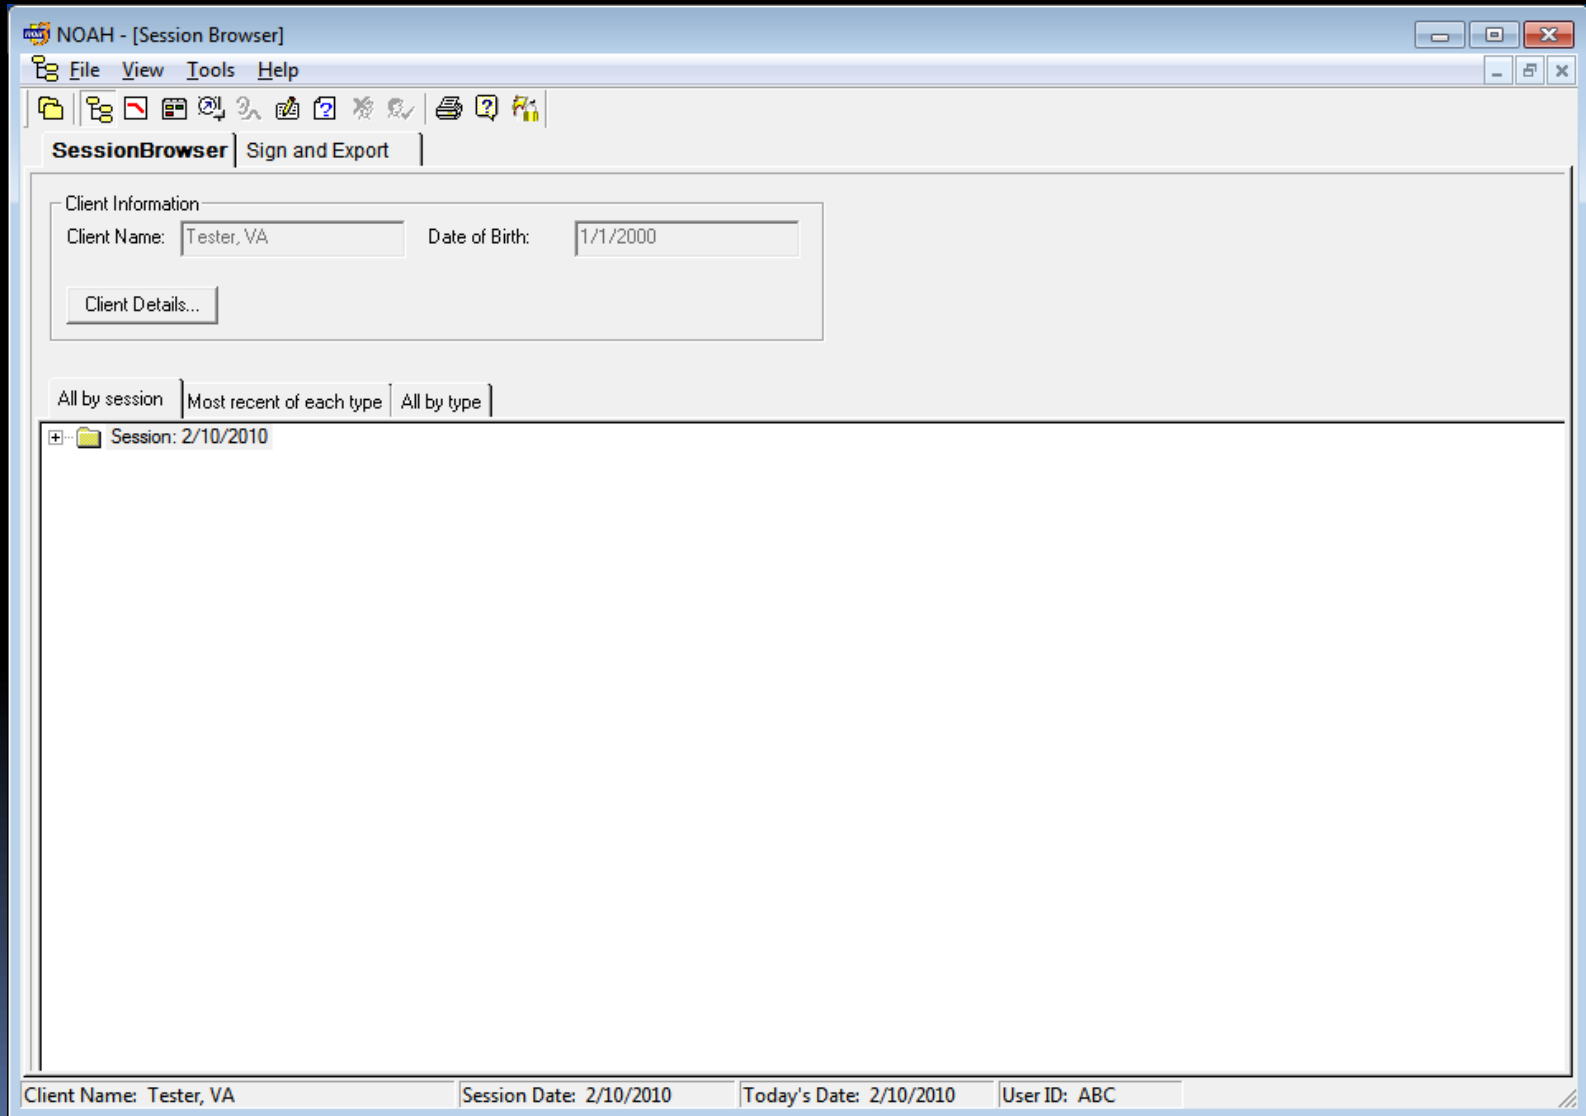 NOAH - [Session Browser]
File View Tools Help
SessionBrowser Sign and Export
Client Information
Client Name: Tester, VA Date of Birth: 1/1/2000
Client Details...
All by session Most recent of each type All by type
Session: 2/10/2010
Client Name: Tester, VA Session Date: 2/10/2010 Today's Date: 2/10/2010 User ID: ABC